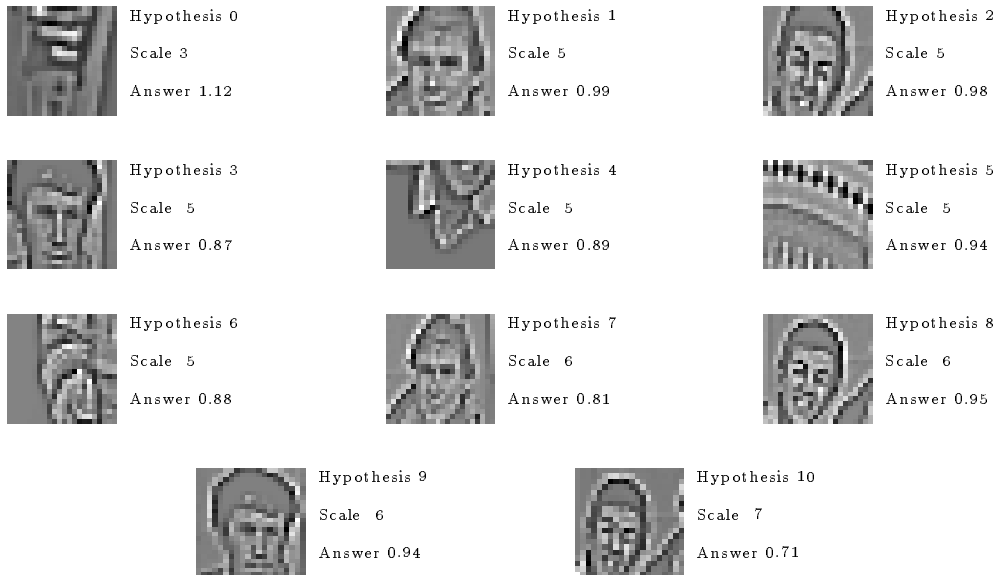 Hypothesis 0
Scale 3
Answer 1.12
Hypothesis 1
Scale 5
Answer 0.99
Hypothesis 2
Scale 5
Answer 0.98
Hypothesis 3
Scale 5
Answer 0.87
Hypothesis 4
Scale 5
Answer 0.89
Hypothesis 5
Scale 5
Answer 0.94
Hypothesis 6
Scale 5
Answer 0.88
Hypothesis 7
Scale 6
Answer 0.81
Hypothesis 8
Scale 6
Answer 0.95
Hypothesis 9
Scale 6
Answer 0.94
Hypothesis 10
Scale 7
Answer 0.71